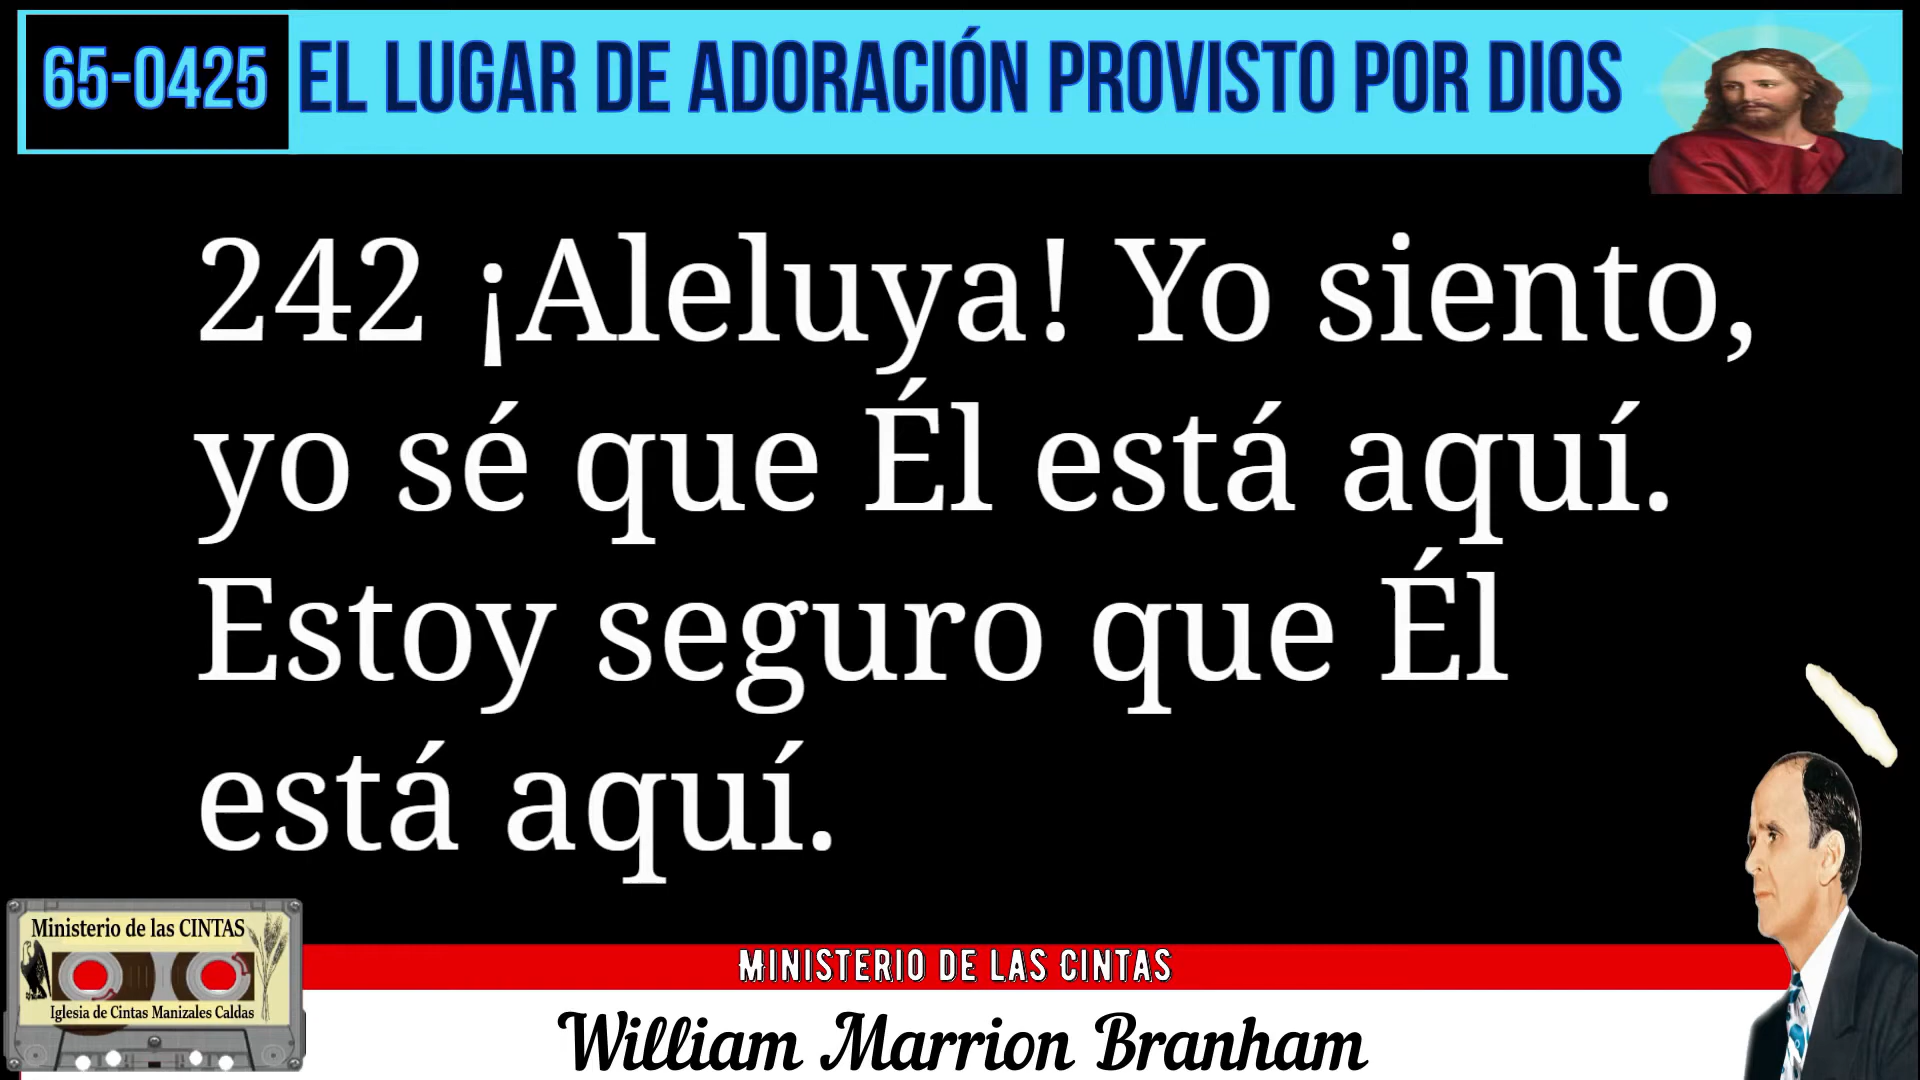 65-0425 EL LUGAR DE ADORACIÓN PROVISTO POR DIOS
242 ¡Aleluya! Yo siento,
yo sé que Él está aquí.
Estoy seguro que Él
está aquí.
Ministerio de las CINTAS
Iglesia de Cintas Manizales Caldas
MINISTERIO DE LAS CINTAS
William Marrion Branham